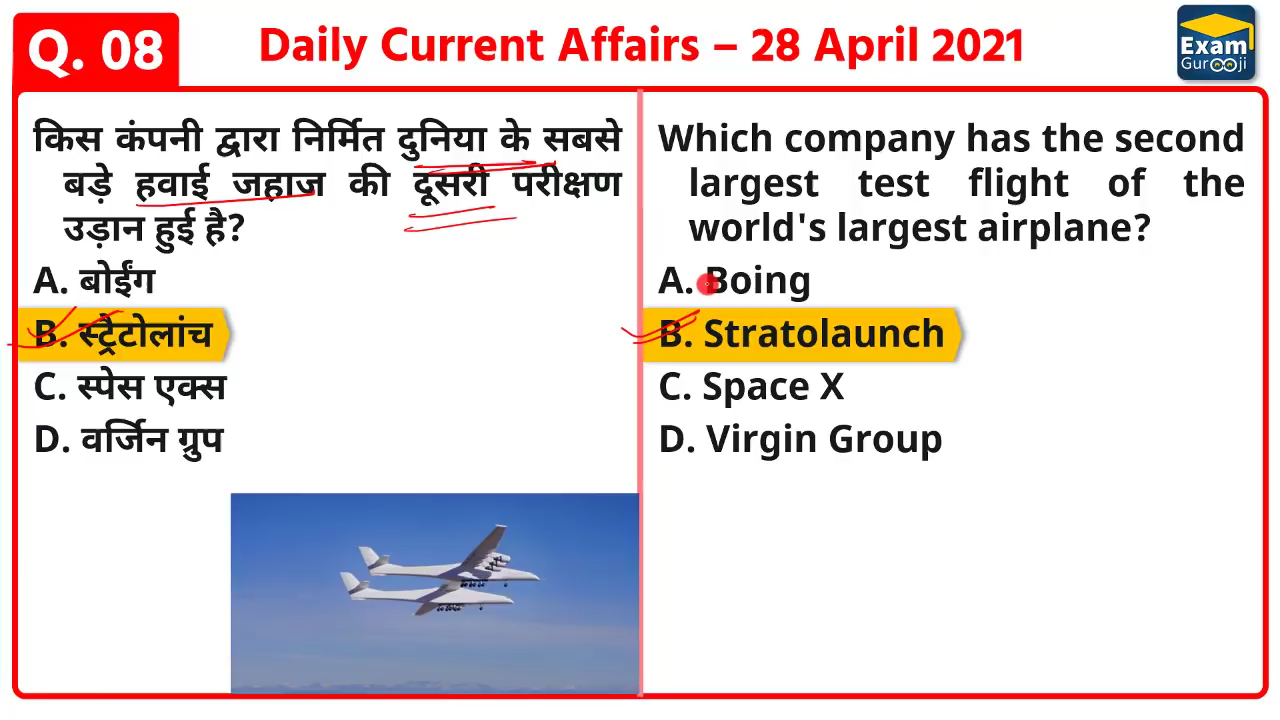 Q. 08
Daily Current Affairs – 28 April 2021
Exam
Gurooji
किस कंपनी द्वारा निर्मित दुनिया के सबसे
बड़े हवाई जहाज की दूसरी परीक्षण
उड़ान हुई है?
A. बोईंग
B. स्ट्रैटोलांच
C. स्पेस एक्स
D. वर्जिन ग्रुप
Which company has the second
largest test flight of the
world's largest airplane?
A. Boing
B. Stratolaunch
C. Space X
D. Virgin Group